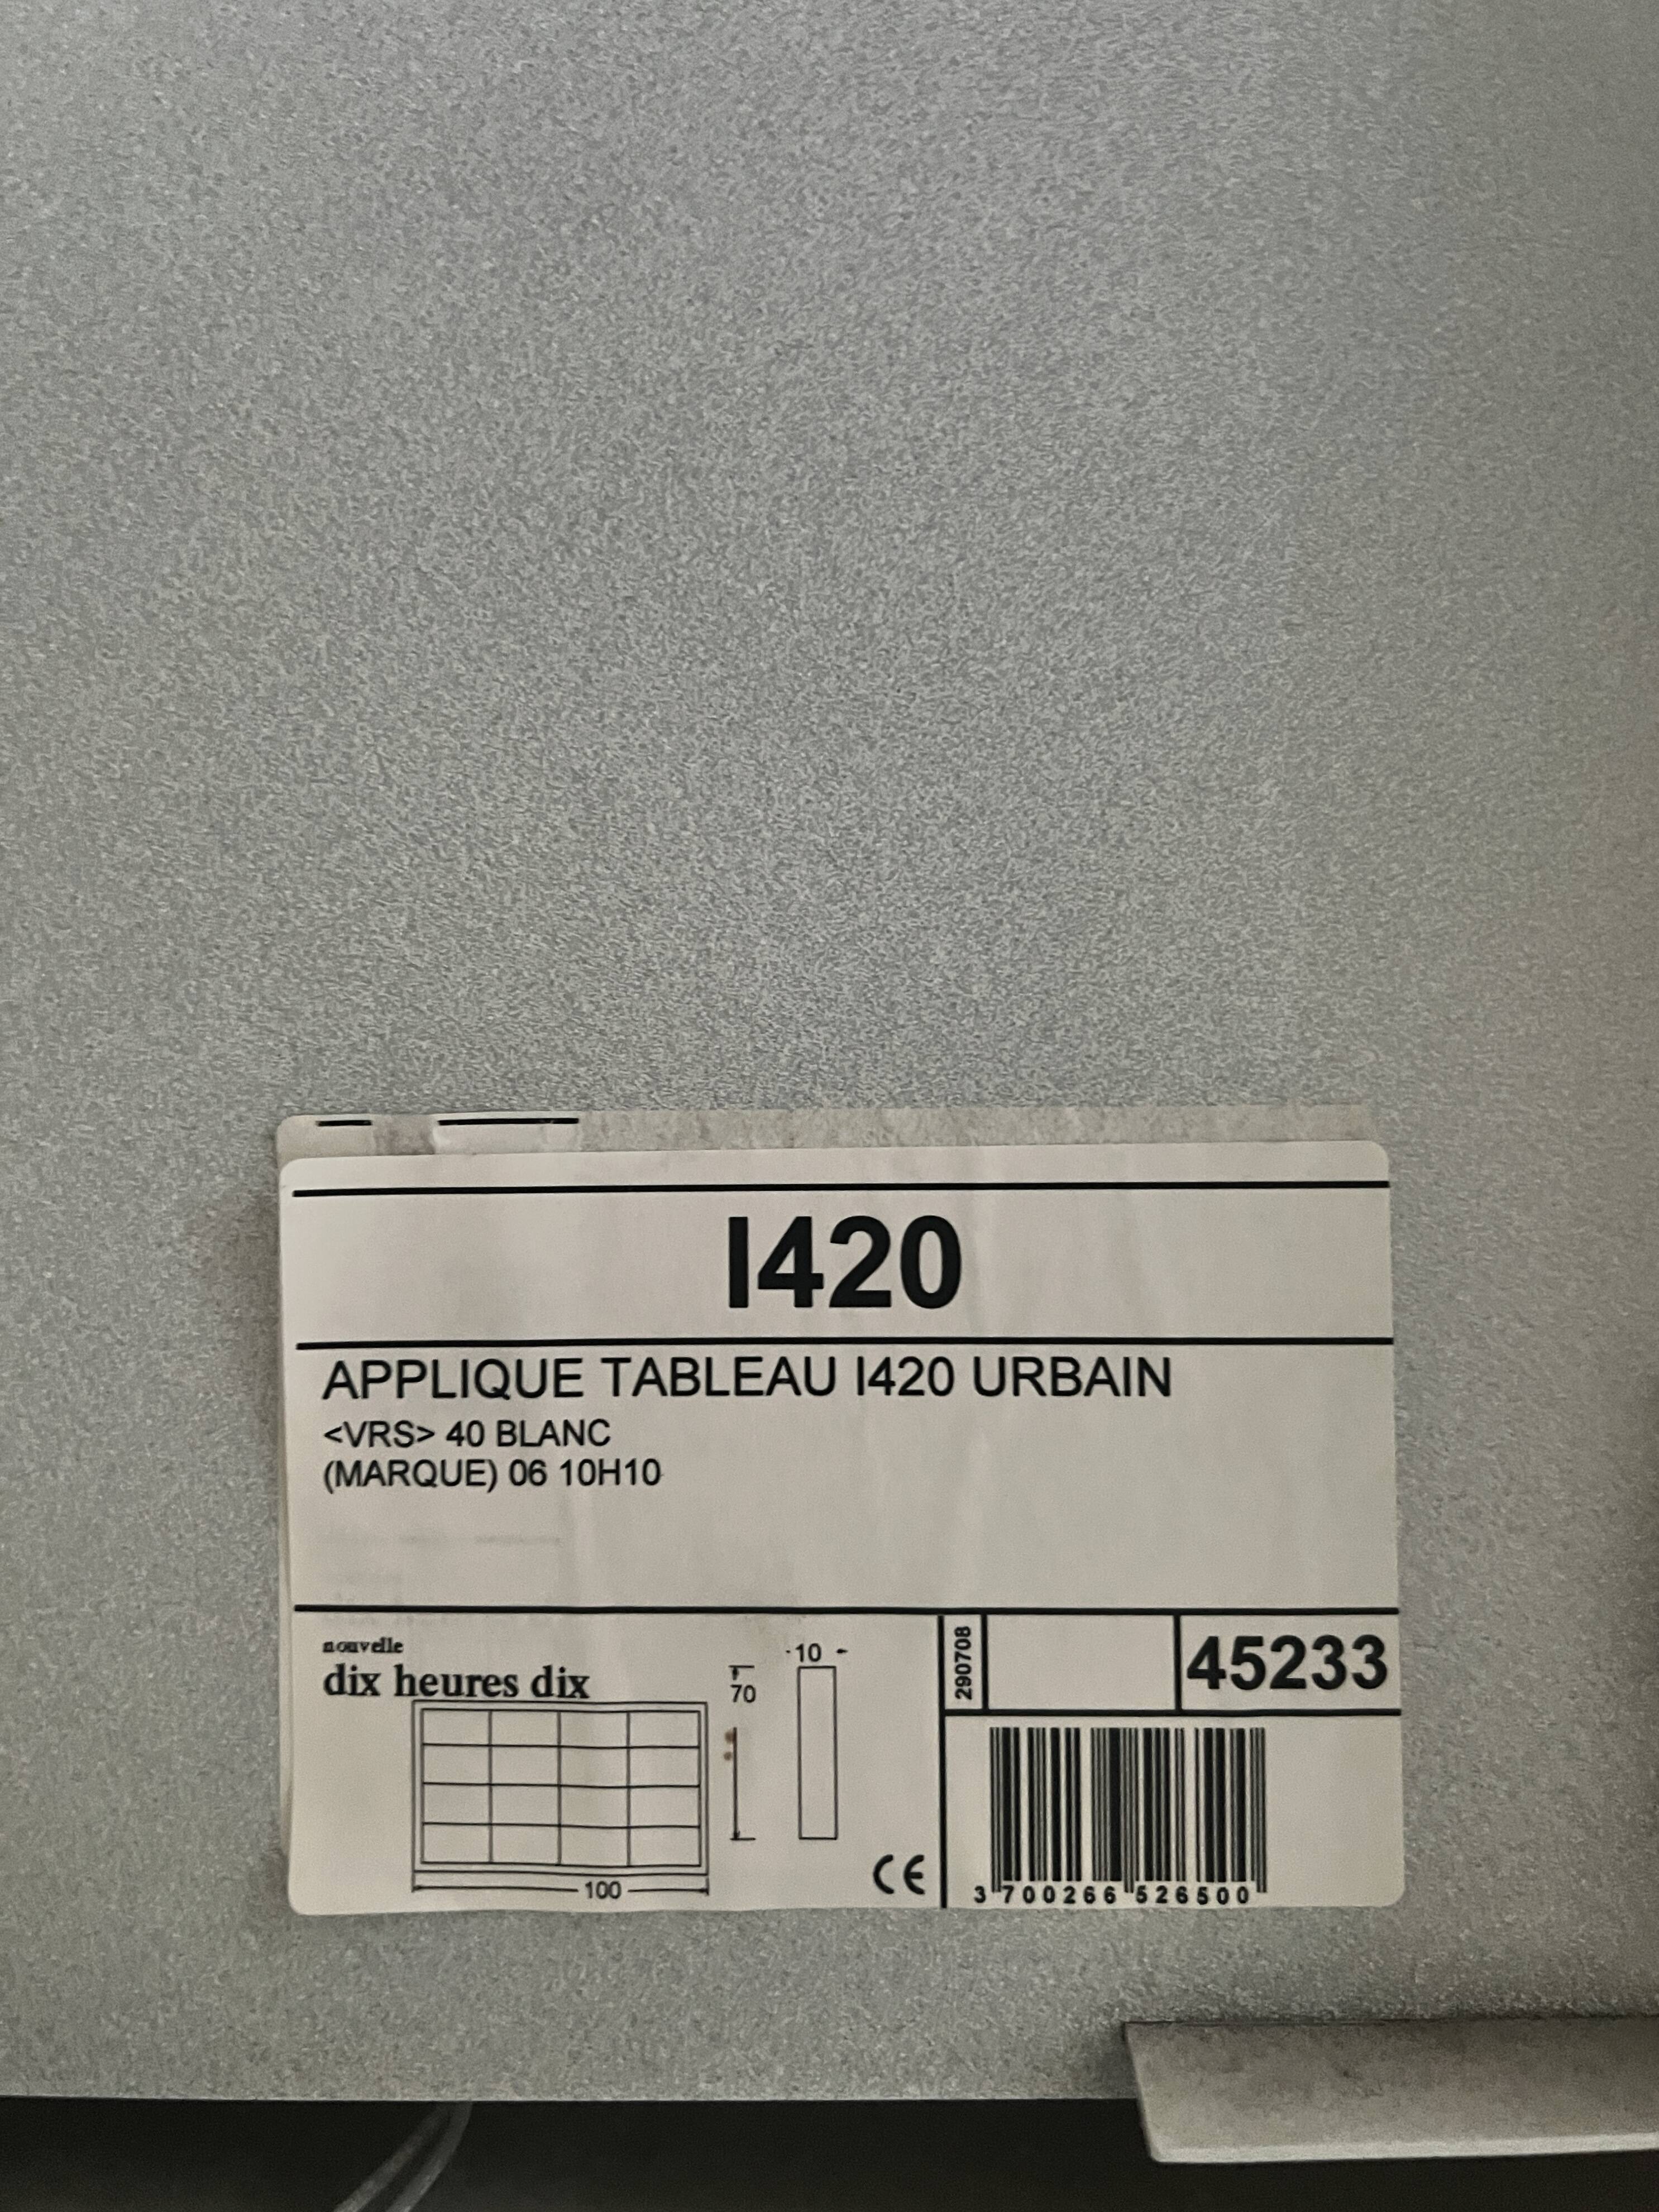 I420
APPLIQUE TABLEAU I420 URBAIN
<VRS> 40 BLANC
(MARQUE) 06 10H10
nouvelle
dix heures dix
10
70
100
CE
290708
45233
3 700266 526500